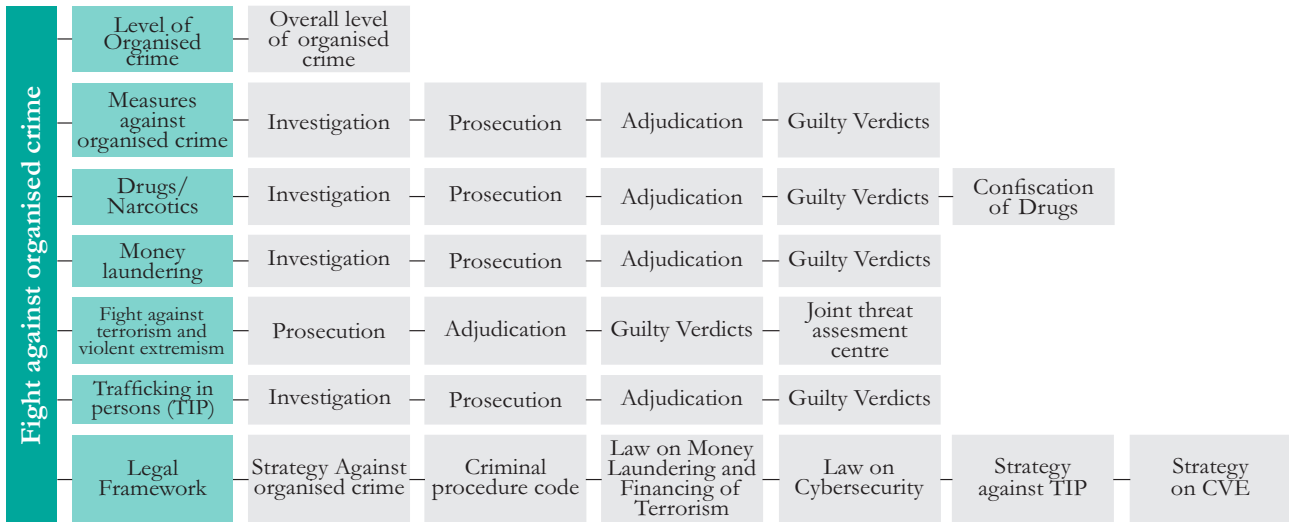 Fight against organised crime
Level of
Organised
crime
Overall level
of organised
crime
Measures
against
organised crime
Investigation
Prosecution
Adjudication
Guilty Verdicts
Drugs/
Narcotics
Investigation
Prosecution
Adjudication
Guilty Verdicts
Confiscation
of Drugs
Money
laundering
Investigation
Prosecution
Adjudication
Guilty Verdicts
Fight against
terrorism and
violent extremism
Prosecution
Adjudication
Guilty Verdicts
Joint threat
assesment
centre
Trafficking in
persons (TIP)
Investigation
Prosecution
Adjudication
Guilty Verdicts
Legal
Framework
Strategy Against
organised crime
Criminal
procedure code
Law on Money
Laundering and
Financing of
Terrorism
Law on
Cybersecurity
Strategy
against TIP
Strategy
on CVE